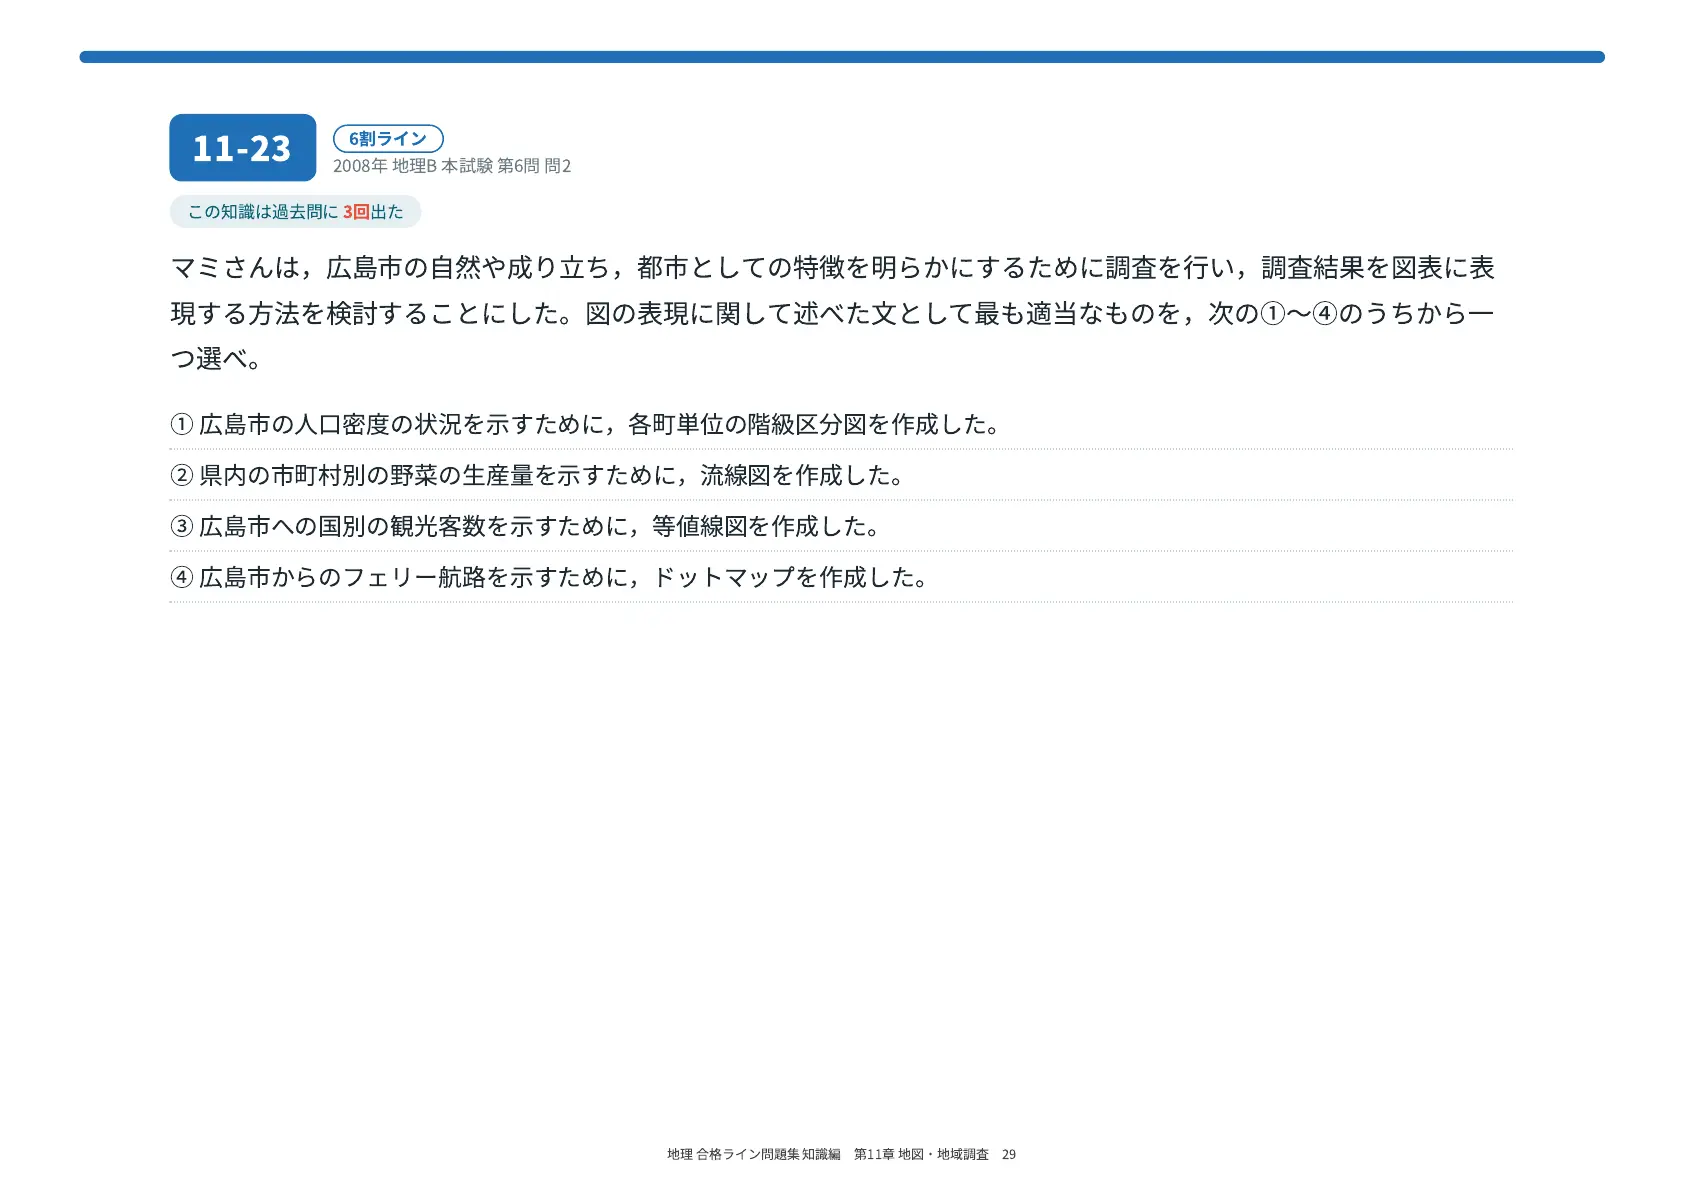 11-23
6割ライン
2008年 地理B 本試験 第6問 問2
この知識は過去問に 3回出た
マミさんは，広島市の自然や成り立ち，都市としての特徴を明らかにするために調査を行い，調査結果を図表に表
現する方法を検討することにした。図の表現に関して述べた文として最も適当なものを，次の①～④のうちから一
つ選べ。
① 広島市の人口密度の状況を示すために，各町単位の階級区分図を作成した。
② 県内の市町村別の野菜の生産量を示すために，流線図を作成した。
③ 広島市への国別の観光客数を示すために，等値線図を作成した。
④ 広島市からのフェリー航路を示すために，ドットマップを作成した。
地理 合格ライン問題集 知識編　第11章 地図・地域調査　29